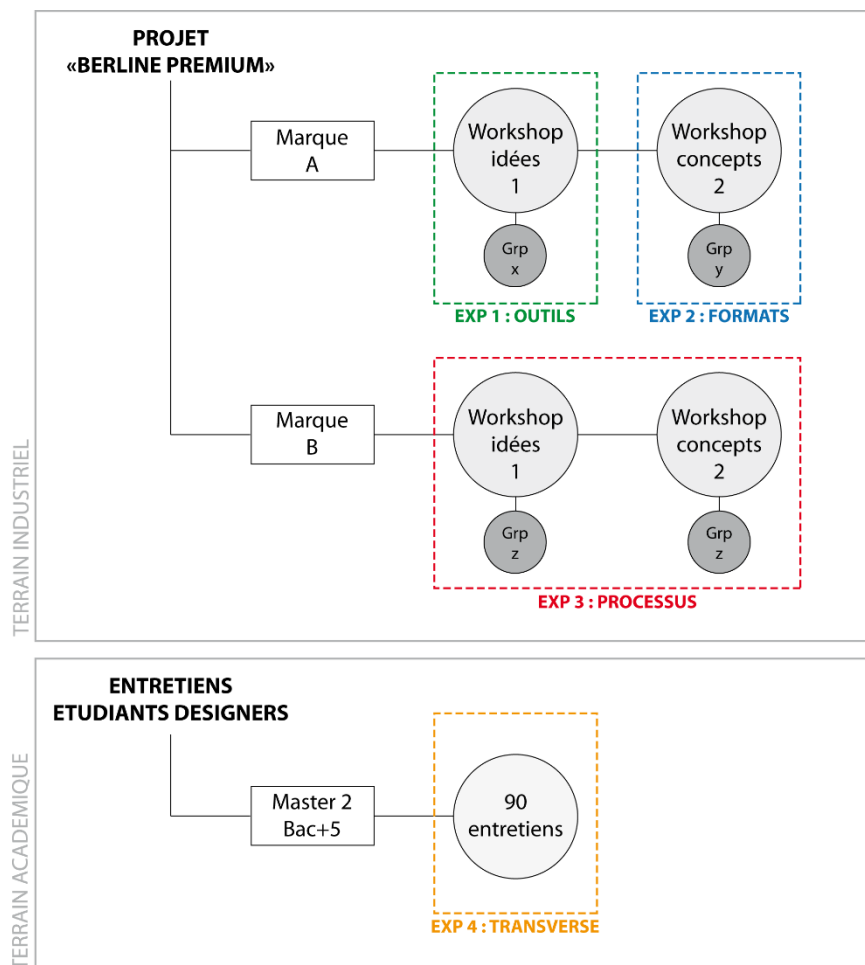 PROJET
«BERLINE PREMIUM»
Marque
A
Workshop
idées
1
Grp
x
EXP 1 : OUTILS
Workshop
concepts
2
Grp
y
EXP 2 : FORMATS
Marque
B
Workshop
idées
1
Grp
z
Workshop
concepts
2
Grp
z
EXP 3 : PROCESSUS
TERRAIN INDUSTRIEL
ENTRETIENS
ETUDIANTS DESIGNERS
Master 2
Bac+5
90
entretiens
EXP 4 : TRANSVERSE
TERRAIN ACADEMIQUE